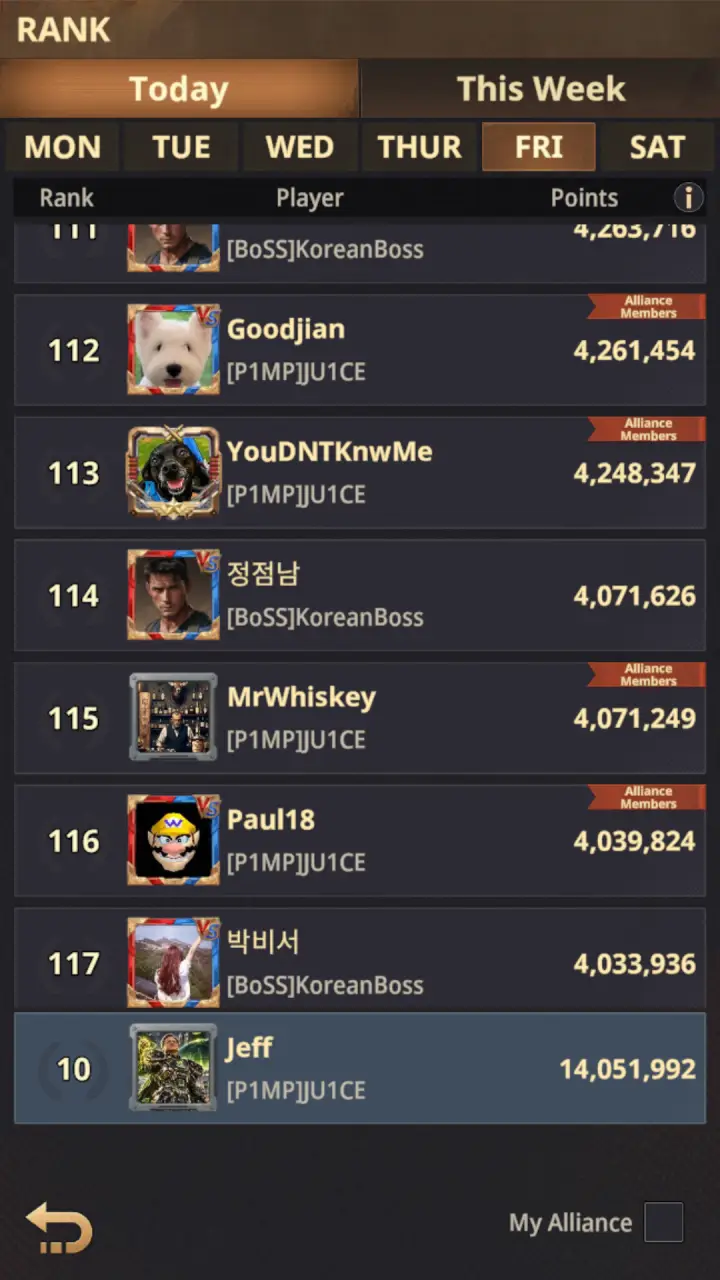 RANK
Today
This Week
MON TUE WED THUR FRI SAT
Rank Player Points i
111 4,263,716
[BoSS]KoreanBoss
Alliance Members
Goodjian
112 4,261,454
[P1MP]JU1CE
Alliance Members
YouDNTKnwMe
113 4,248,347
[P1MP]JU1CE
정점남
114 4,071,626
[BoSS]KoreanBoss
Alliance Members
MrWhiskey
115 4,071,249
[P1MP]JU1CE
Alliance Members
Paul18
116 4,039,824
[P1MP]JU1CE
박비서
117 4,033,936
[BoSS]KoreanBoss
Jeff
10 14,051,992
[P1MP]JU1CE
My Alliance